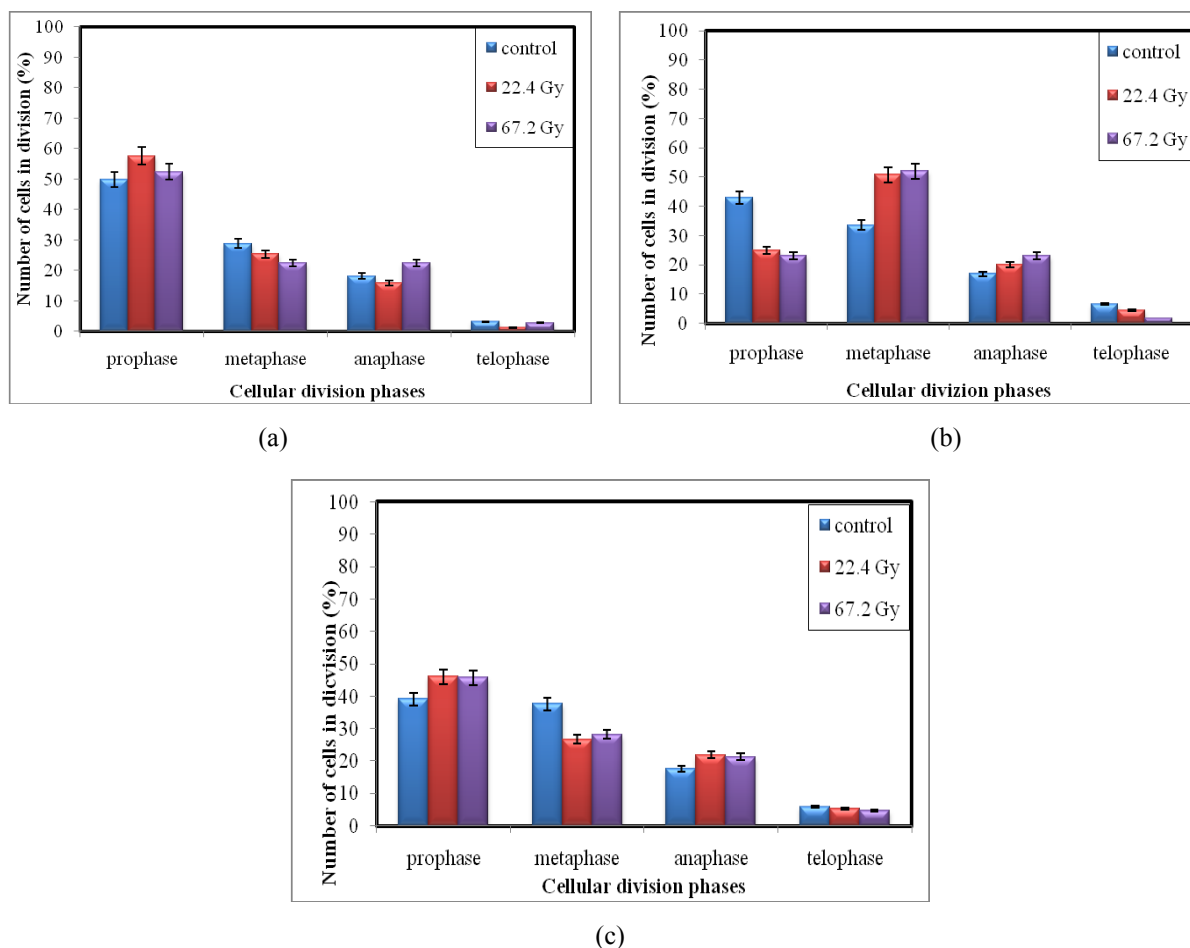 100
90
80
70
60
50
40
30
20
10
0
Number of cells in division (%)
control
22.4 Gy
67.2 Gy
prophase metaphase anaphase telophase
Cellular division phases
(a)
100
90
80
70
60
50
40
30
20
10
0
Number of cells in division (%)
control
22.4 Gy
67.2 Gy
prophase metaphase anaphase telophase
Cellular divizion phases
(b)
100
90
80
70
60
50
40
30
20
10
0
Number of cells in dicvision (%)
control
22.4 Gy
67.2 Gy
prophase metaphase anaphase telophase
Cellular division phases
(c)